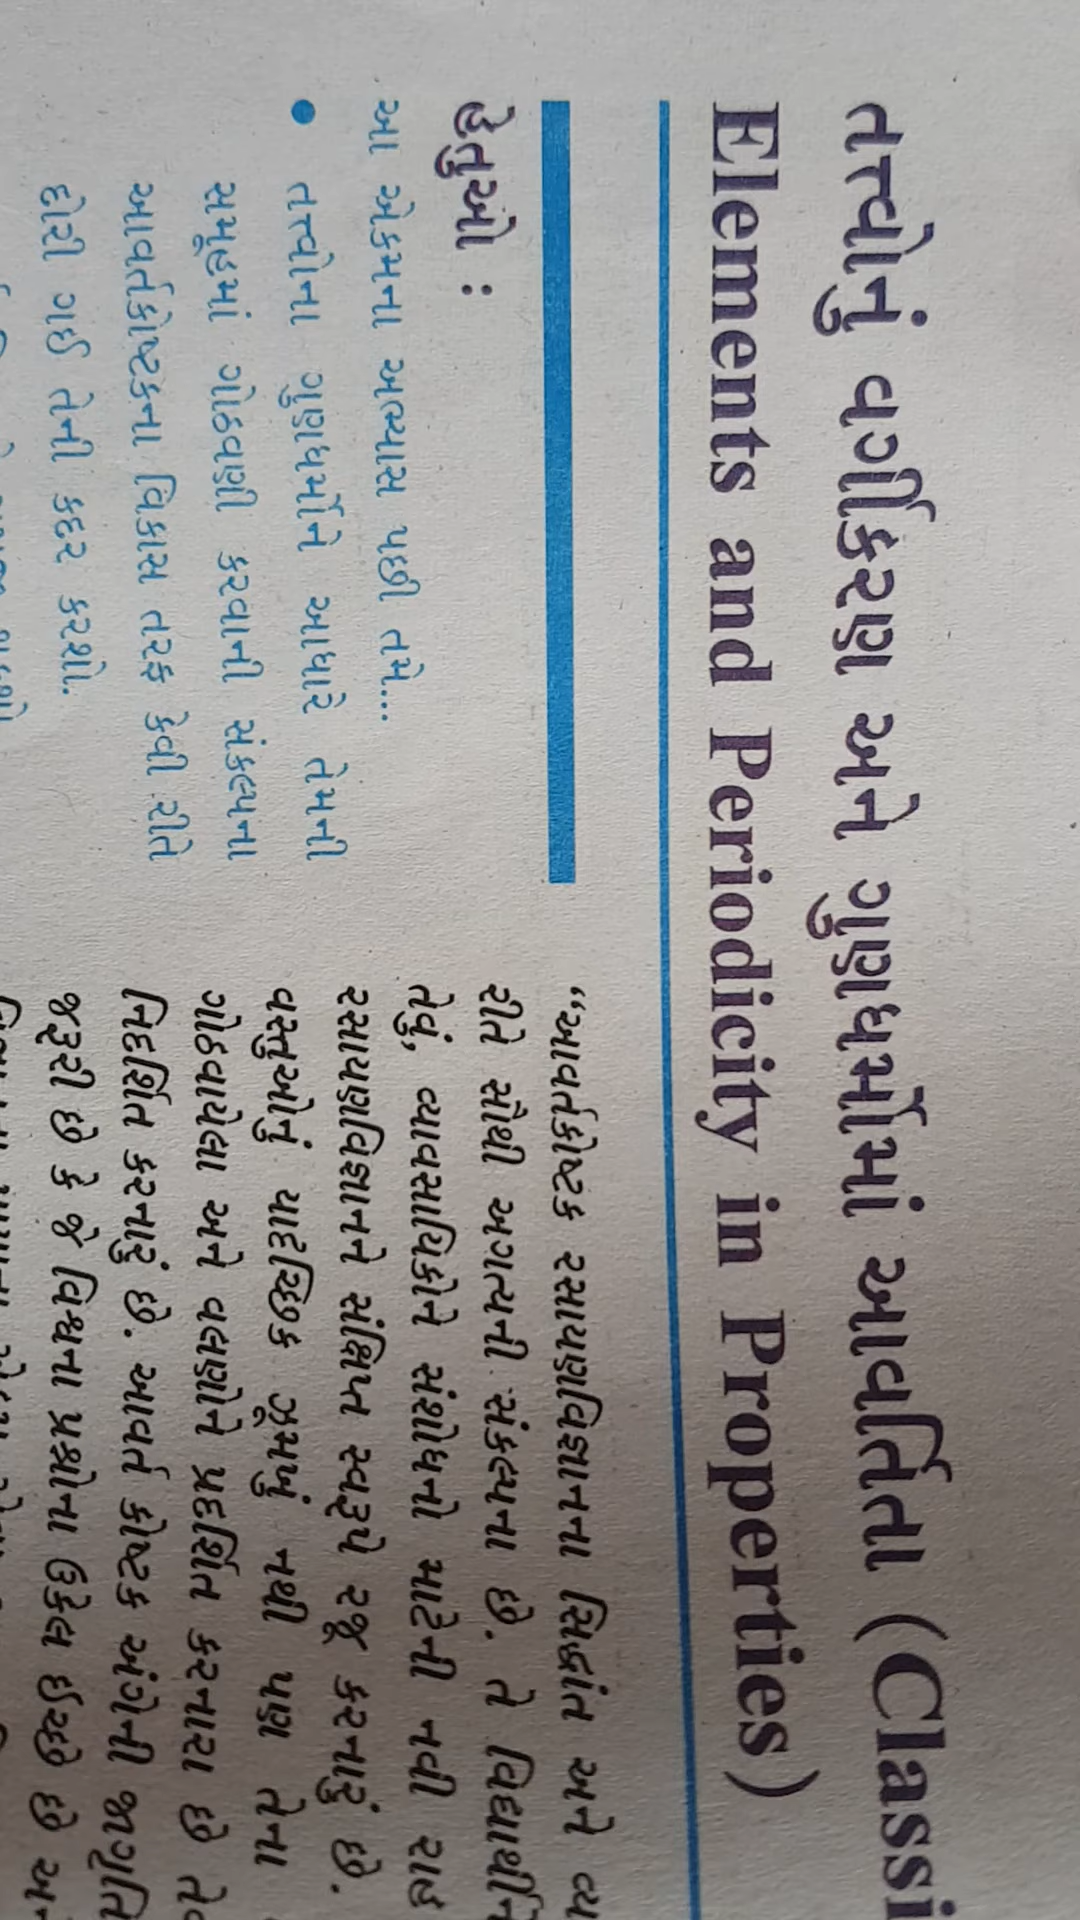 તત્ત્વોનું વર્ગીકરણ અને ગુણધર્મોમાં આવર્તિતા (Classi
Elements and Periodicity in Properties)
હેતુઓ :
આ એકમના અભ્યાસ પછી તમે...
• તત્ત્વોના ગુણધર્મોને આધારે તેમની
સમૂહમાં ગોઠવણી કરવાની સંકલ્પના
આવર્તકોષ્ટકના વિકાસ તરફ કેવી રીતે
દોરી ગઈ તેની કદર કરશો.
“આવર્તકોષ્ટક રસાયણવિજ્ઞાનના સિદ્ધાંત અને વ્ય
રીતે સૌથી અગત્યની સંકલ્પના છે. તે વિદ્યાર્થીન
તેવું, વ્યાવસાયિકોને સંશોધનો માટેની નવી રાહ
રસાયણવિજ્ઞાનને સંક્ષિપ્ત સ્વરૂપે રજૂ કરનારું છે.
વસ્તુઓનું યાદચ્છિક ઝૂમખું નથી પણ તેના
ગોઠવાયેલા અને વલણોને પ્રદર્શિત કરનારા છે તે
નિદર્શિત કરનારું છે. આવર્ત કોષ્ટક અંગેની જાગૃતિ
જરૂરી છે કે જે વિશ્વના પ્રશ્નોના ઉકેલ ઈચ્છે છે અન